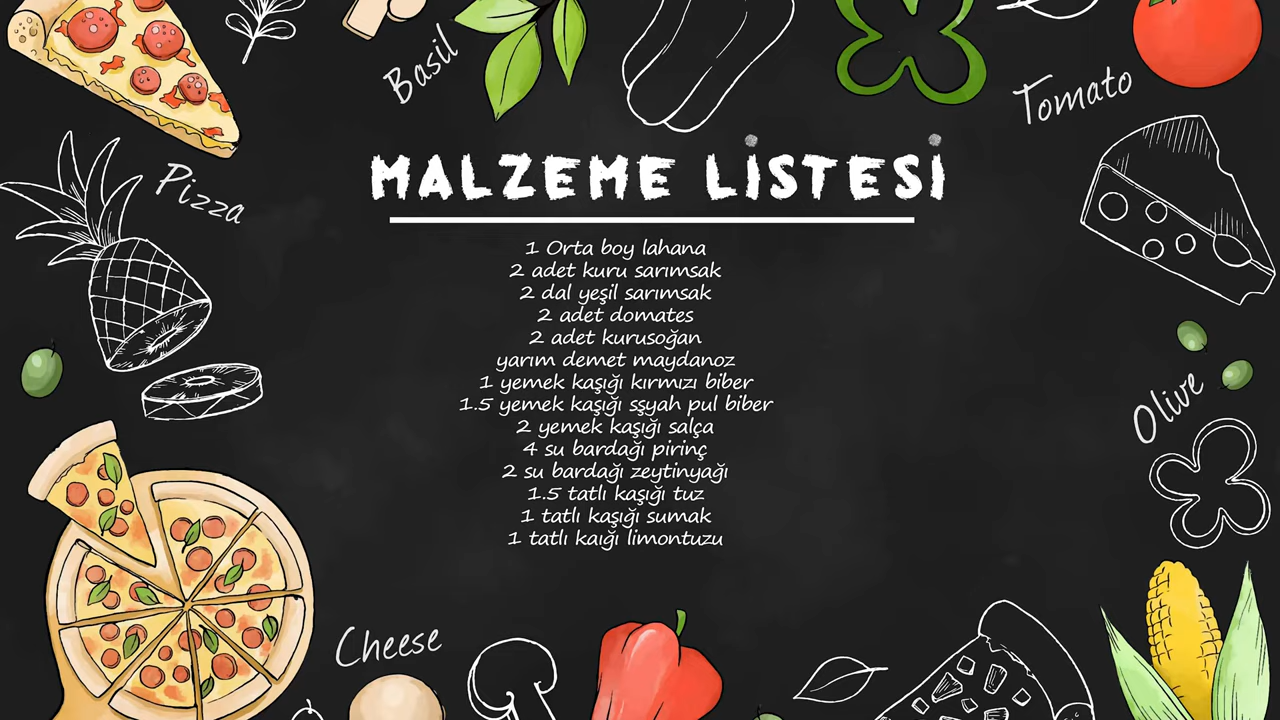 Basil
Tomato
Pizza
MALZEME LİSTESİ
1 Orta boy lahana
2 adet kuru sarımsak
2 dal yeşil sarımsak
2 adet domates
2 adet kurusoğan
yarım demet maydanoz
1 yemek kaşığı kırmızı biber
1.5 yemek kaşığı sşyah pul biber
2 yemek kaşığı salça
4 su bardağı pirinç
2 su bardağı zeytinyağı
1.5 tatlı kaşığı tuz
1 tatlı kaşığı sumak
1 tatlı kaığı limontuzu
Olive
Cheese